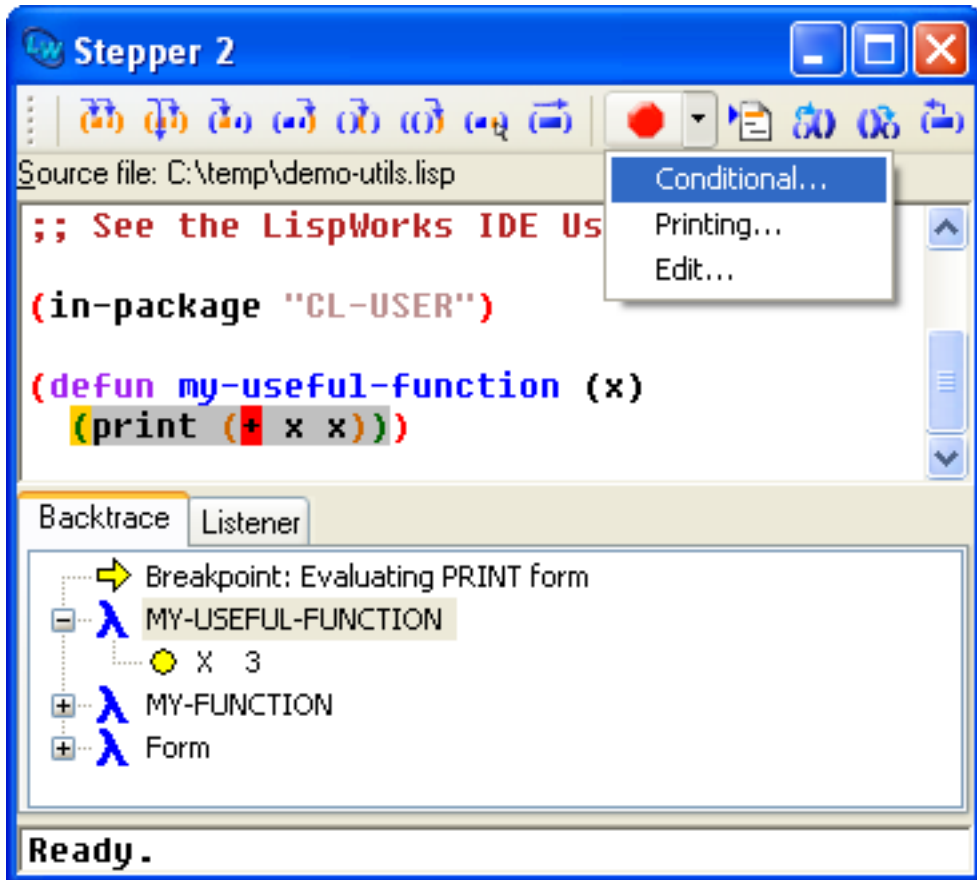 Stepper 2
Source file: C:\temp\demo-utils.lisp
Conditional...
Printing...
Edit...
;; See the LispWorks IDE Us
(in-package "CL-USER")
(defun my-useful-function (x)
(print (+ x x)))
Backtrace Listener
Breakpoint: Evaluating PRINT form
MY-USEFUL-FUNCTION
X 3
MY-FUNCTION
Form
Ready.